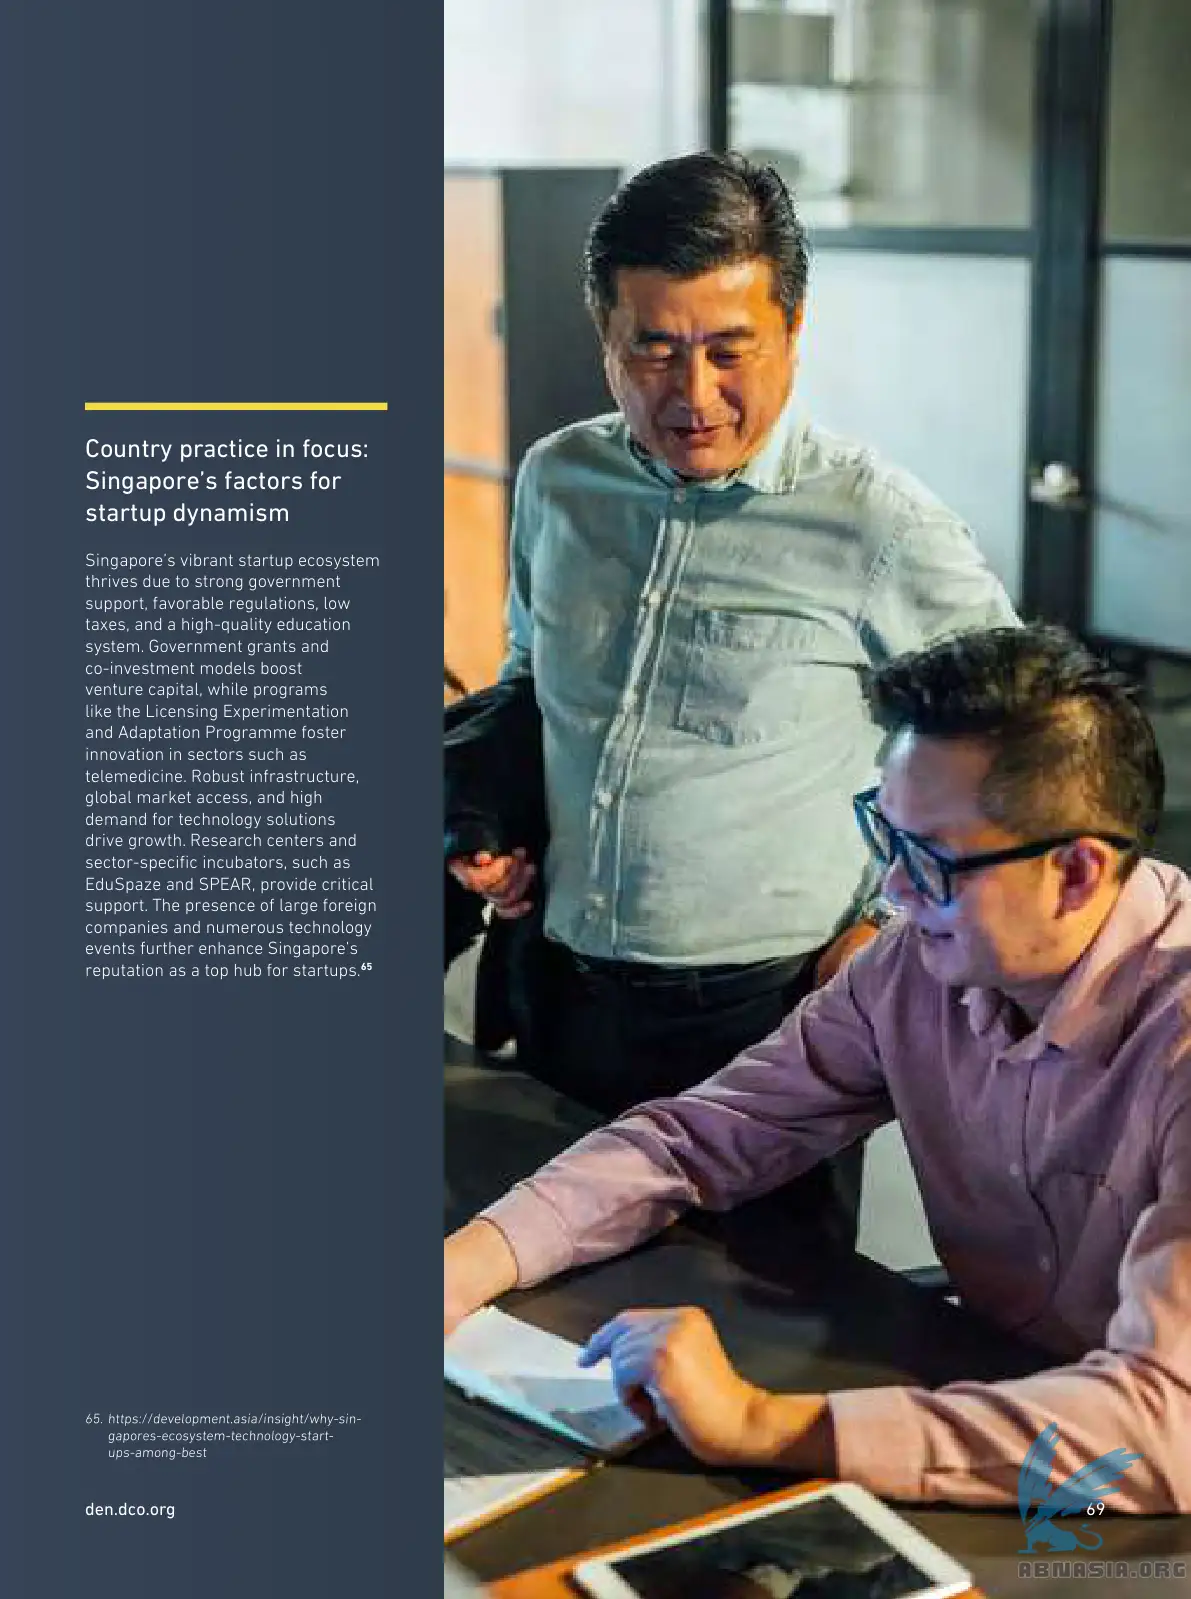 Country practice in focus:
Singapore's factors for
startup dynamism
Singapore's vibrant startup ecosystem
thrives due to strong government
support, favorable regulations, low
taxes, and a high-quality education
system. Government grants and
co-investment models boost
venture capital, while programs
like the Licensing Experimentation
and Adaptation Programme foster
innovation in sectors such as
telemedicine. Robust infrastructure,
global market access, and high
demand for technology solutions
drive growth. Research centers and
sector-specific incubators, such as
EduSpaze and SPEAR, provide critical
support. The presence of large foreign
companies and numerous technology
events further enhance Singapore's
reputation as a top hub for startups.65
65. https://development.asia/insight/why-sin-
gapores-ecosystem-technology-start-
ups-among-best
den.dco.org
69
ABNASIA.ORG